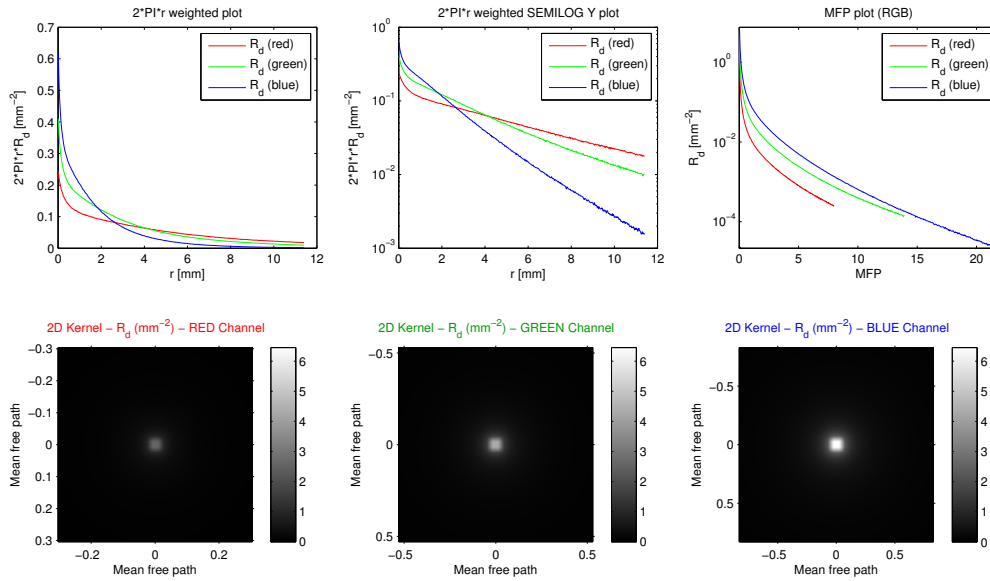 2*PI*r weighted plot
2*PI*r*R_d [mm^−2]
0.7
0.6
0.5
0.4
0.3
0.2
0.1
0
R_d (red)
R_d (green)
R_d (blue)
0 2 4 6 8 10 12
r [mm]
2*PI*r weighted SEMILOG Y plot
2*PI*r*R_d [mm^−2]
10^0
10^−1
10^−2
10^−3
R_d (red)
R_d (green)
R_d (blue)
0 2 4 6 8 10 12
r [mm]
MFP plot (RGB)
R_d [mm^−2]
10^0
10^−2
10^−4
R_d (red)
R_d (green)
R_d (blue)
0 5 10 15 20
MFP
2D Kernel − R_d (mm^−2) − RED Channel
Mean free path
−0.3
−0.2
−0.1
0
0.1
0.2
0.3
−0.2 0 0.2
Mean free path
6
5
4
3
2
1
0
2D Kernel − R_d (mm^−2) − GREEN Channel
Mean free path
−0.5
0
0.5
−0.5 0 0.5
Mean free path
6
5
4
3
2
1
0
2D Kernel − R_d (mm^−2) − BLUE Channel
Mean free path
−0.5
0
0.5
−0.5 0 0.5
Mean free path
6
5
4
3
2
1
0